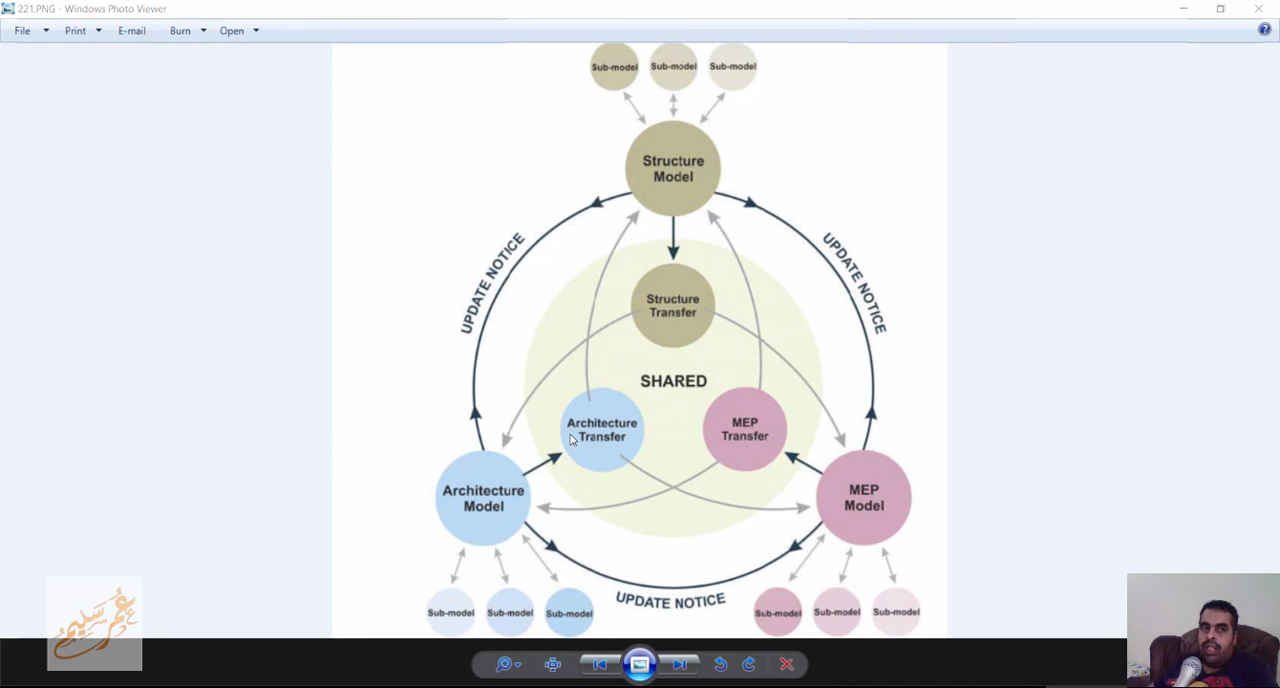 221.PNG - Windows Photo Viewer
File Print E-mail Burn Open
Sub-model Sub-model Sub-model
Structure
Model
UPDATE NOTICE
UPDATE NOTICE
Structure
Transfer
SHARED
Architecture
Transfer
MEP
Transfer
Architecture
Model
MEP
Model
Sub-model Sub-model Sub-model
UPDATE NOTICE
Sub-model Sub-model Sub-model
عمر سليم